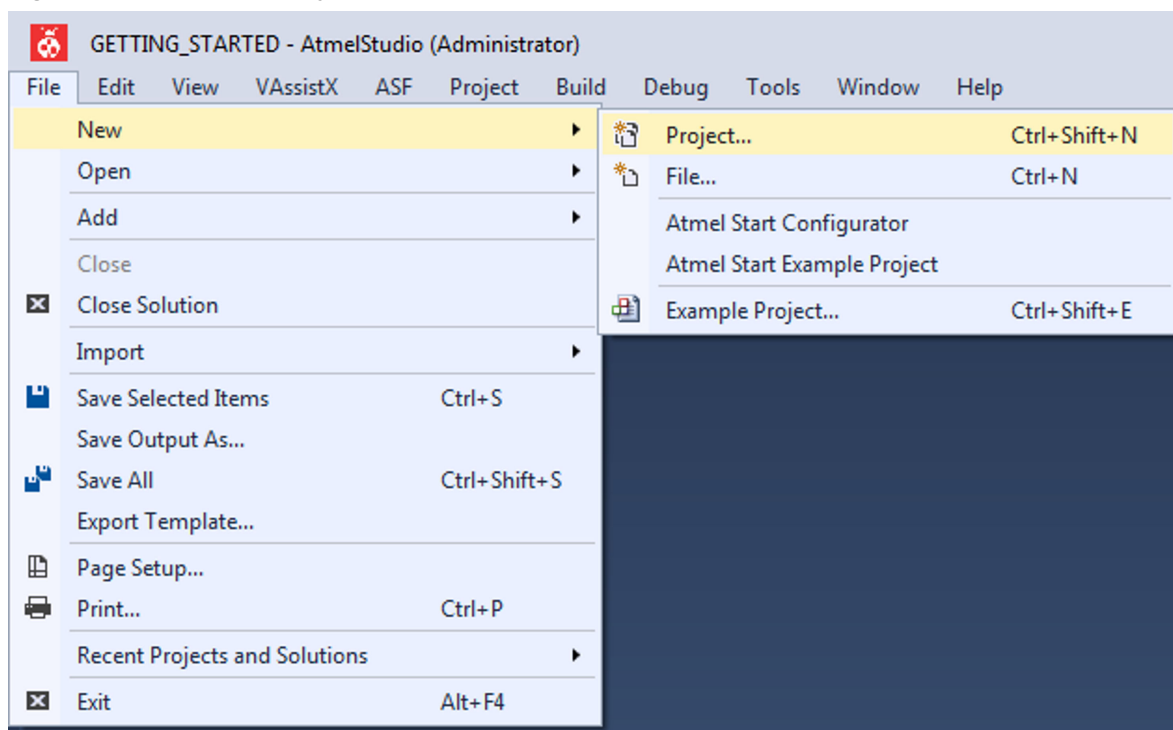 GETTING_STARTED - AtmelStudio (Administrator)
File Edit View VAssistX ASF Project Build Debug Tools Window Help
New
Open
Add
Close
Close Solution
Import
Save Selected Items Ctrl+S
Save Output As...
Save All Ctrl+Shift+S
Export Template...
Page Setup...
Print... Ctrl+P
Recent Projects and Solutions
Exit Alt+F4
Project... Ctrl+Shift+N
File... Ctrl+N
Atmel Start Configurator
Atmel Start Example Project
Example Project... Ctrl+Shift+E